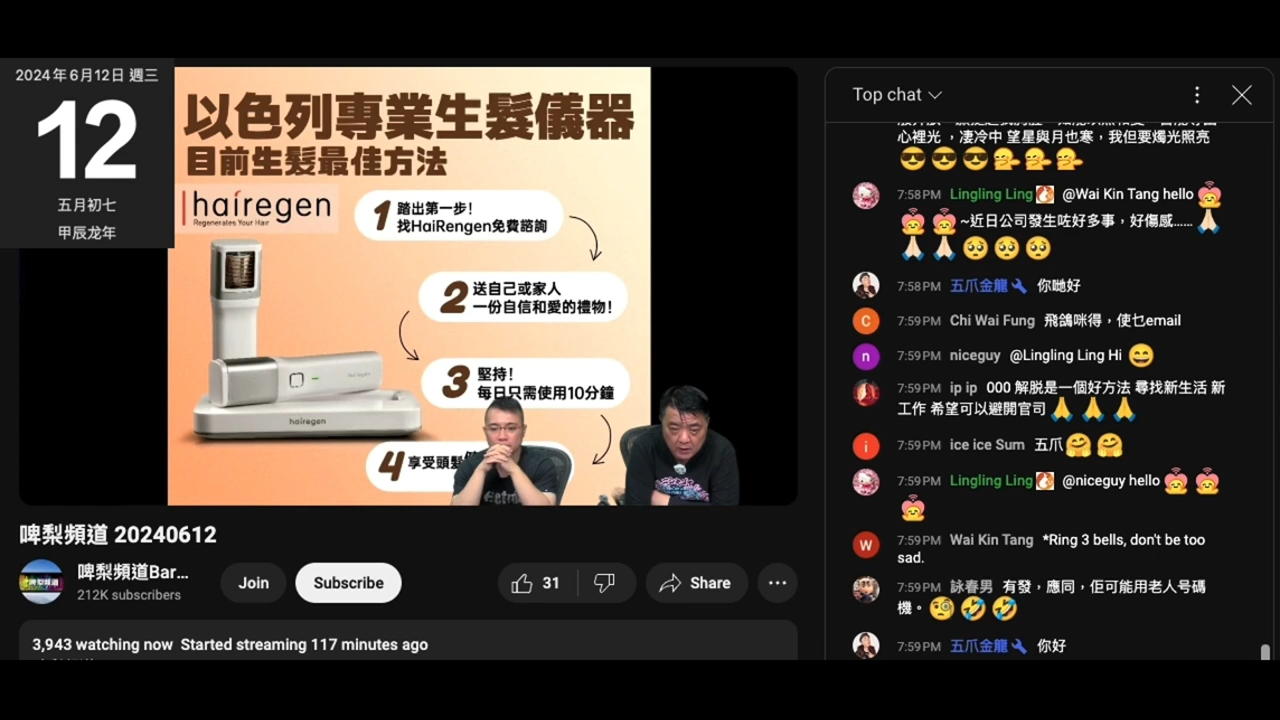 2024年6月12日 週三
12
五月初七
甲辰龙年
以色列專業生髮儀器
目前生髮最佳方法
hairegen
Regenerates Your Hair
1 踏出第一步!
找HaiRengen免費諮詢
2 送自己或家人
一份自信和愛的禮物!
3 堅持!
每日只需使用10分鐘
hairegen
4 享受頭髮
啤梨頻道 20240612
啤梨頻道Bar...
212K subscribers
Join
Subscribe
31
Share
3,943 watching now Started streaming 117 minutes ago
Top chat
心裡光，淒冷中 望星與月也寒，我但要燭光照亮
😎😎😎🫴🫴🫴
7:58PM Lingling Ling @Wai Kin Tang hello
~近日公司發生咗好多事，好傷感......🙏🏻
🙏🏻🙏🏻🥺🥺🥺
7:58PM 五爪金龍 你哋好
C
7:59PM Chi Wai Fung 飛鴿咪得，使乜email
n
7:59PM niceguy @Lingling Ling Hi 😄
7:59PM ip ip 000 解脱是一個好方法 尋找新生活 新
工作 希望可以避開官司🙏🙏🙏
i
7:59PM ice ice Sum 五爪🤗🤗
7:59PM Lingling Ling @niceguy hello
W
7:59PM Wai Kin Tang *Ring 3 bells, don't be too
sad.
7:59PM 詠春男 有發，應同，佢可能用老人号碼
機。🧐🤣🤣
7:59PM 五爪金龍 你好